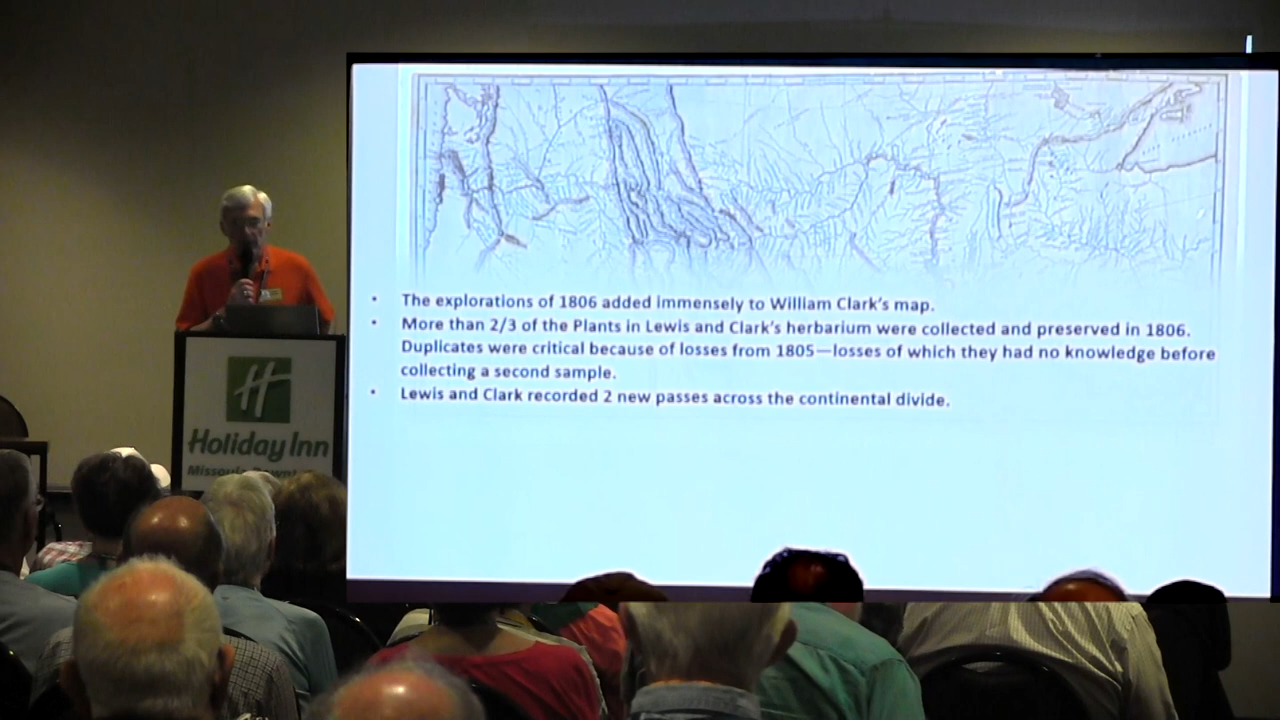 • The explorations of 1806 added immensely to William Clark's map.
• More than 2/3 of the Plants in Lewis and Clark's herbarium were collected and preserved in 1806.
Duplicates were critical because of losses from 1805—losses of which they had no knowledge before
collecting a second sample.
• Lewis and Clark recorded 2 new passes across the continental divide.
H
Holiday Inn
Missoula